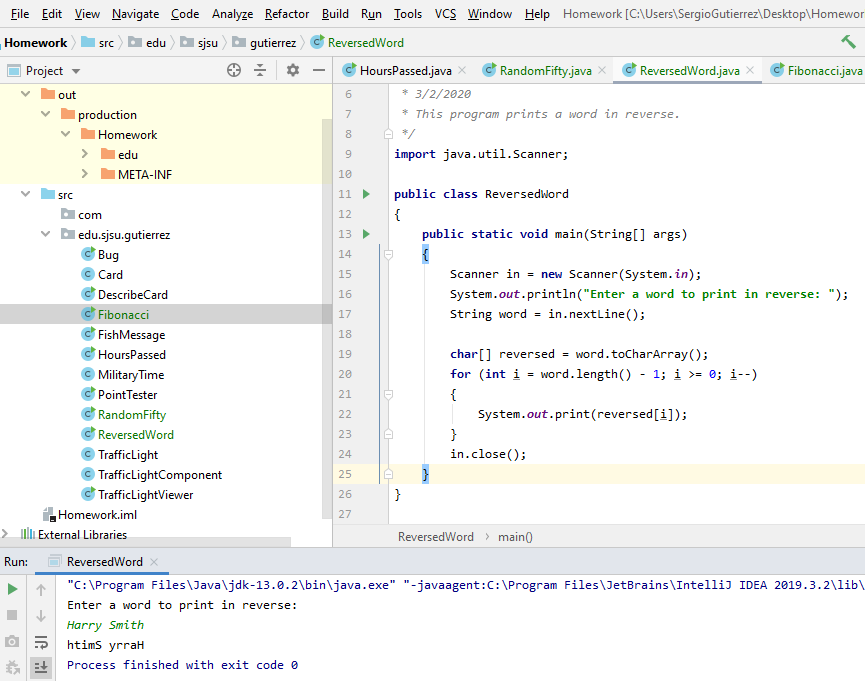 File Edit View Navigate Code Analyze Refactor Build Run Tools VCS Window Help Homework [C:\Users\SergioGutierrez\Desktop\Homewor
Homework src edu sjsu gutierrez ReversedWord
Project HoursPassed.java RandomFifty.java ReversedWord.java Fibonacci.java
out
production
Homework
edu
META-INF
src
com
edu.sjsu.gutierrez
Bug
Card
DescribeCard
Fibonacci
FishMessage
HoursPassed
MilitaryTime
PointTester
RandomFifty
ReversedWord
TrafficLight
TrafficLightComponent
TrafficLightViewer
Homework.iml
External Libraries
6 * 3/2/2020
7 * This program prints a word in reverse.
8 */
9 import java.util.Scanner;
10
11 public class ReversedWord
12 {
13 public static void main(String[] args)
14 {
15 Scanner in = new Scanner(System.in);
16 System.out.println("Enter a word to print in reverse: ");
17 String word = in.nextLine();
18
19 char[] reversed = word.toCharArray();
20 for (int i = word.length() - 1; i >= 0; i--)
21 {
22 System.out.print(reversed[i]);
23 }
24 in.close();
25 }
26 }
27
ReversedWord main()
Run: ReversedWord
"C:\Program Files\Java\jdk-13.0.2\bin\java.exe" "-javaagent:C:\Program Files\JetBrains\IntelliJ IDEA 2019.3.2\lib\
Enter a word to print in reverse:
Harry Smith
htimS yrraH
Process finished with exit code 0